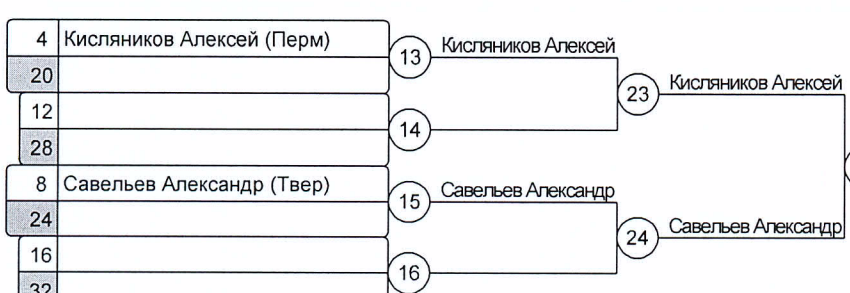 4 Кисляников Алексей (Перм)
20
13 Кисляников Алексей
12
28
14
23 Кисляников Алексей
8 Савельев Александр (Твер)
24
15 Савельев Александр
16
32
16
24 Савельев Александр